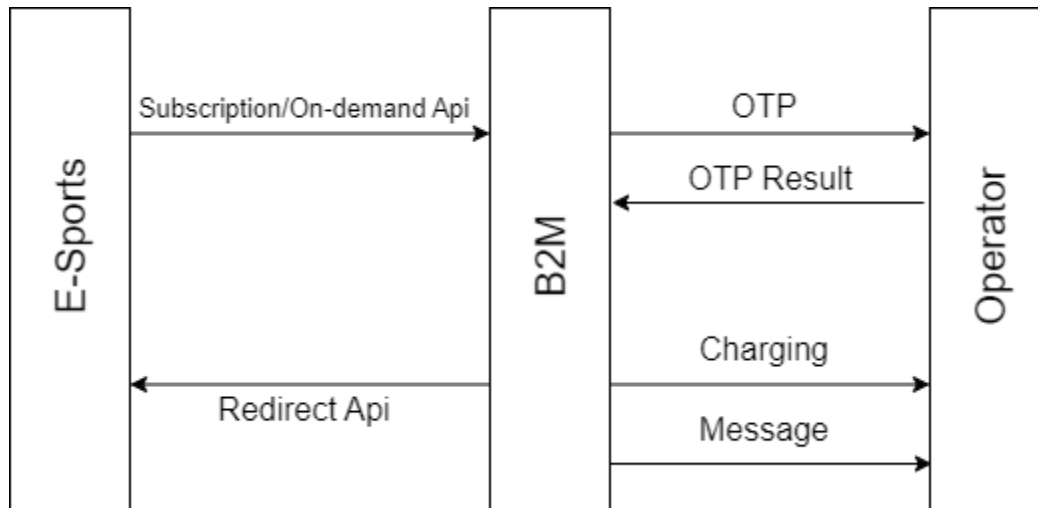 E-Sports
Subscription/On-demand Api
B2M
OTP
OTP Result
Operator
Charging
Redirect Api
Message